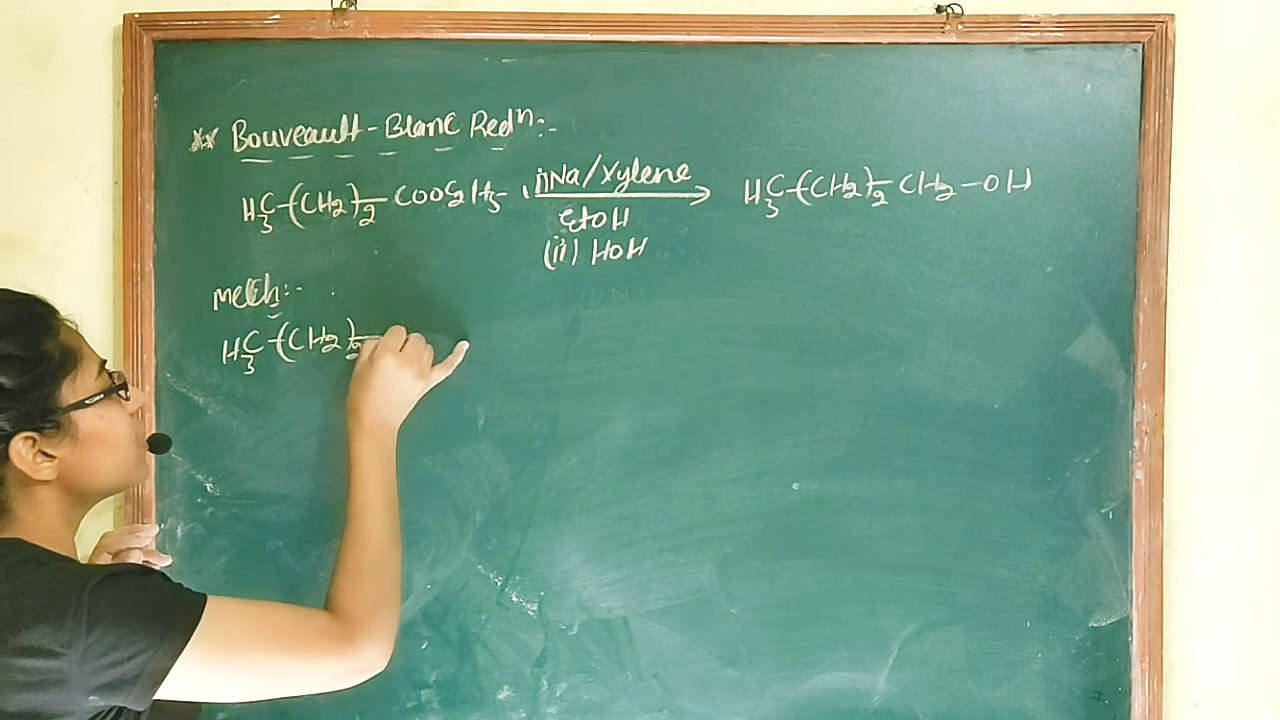 ** Bouveault-Blanc Redⁿ:-
H₃C-(CH₂)₂-COOC₂H₅ i) Na/Xylene → H₃C-(CH₂)₂-CH₂-OH
EtOH
(ii) HOH
Mech:-
H₃C-(CH₂)₂-